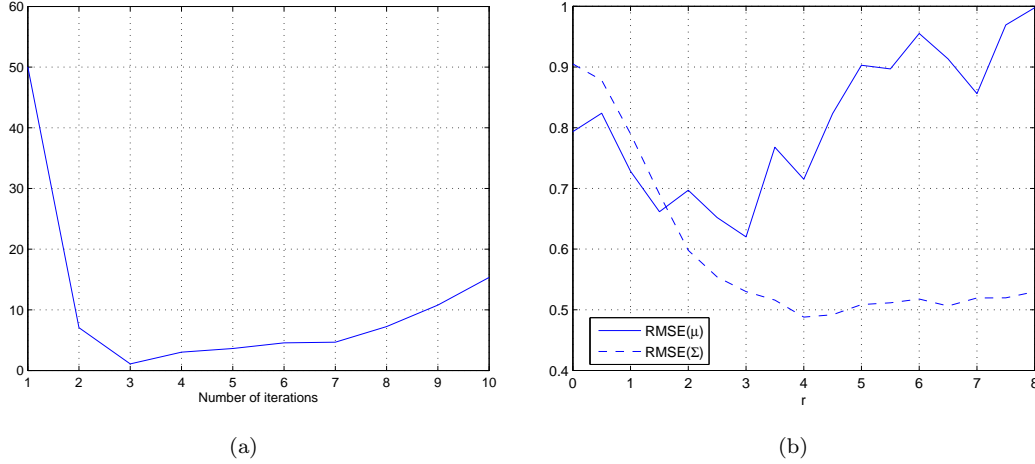 60
50
40
30
20
10
0
1 2 3 4 5 6 7 8 9 10
Number of iterations
(a)
1
0.9
0.8
0.7
0.6
0.5
0.4
RMSE(μ)
RMSE(Σ)
0 1 2 3 4 5 6 7 8
r
(b)